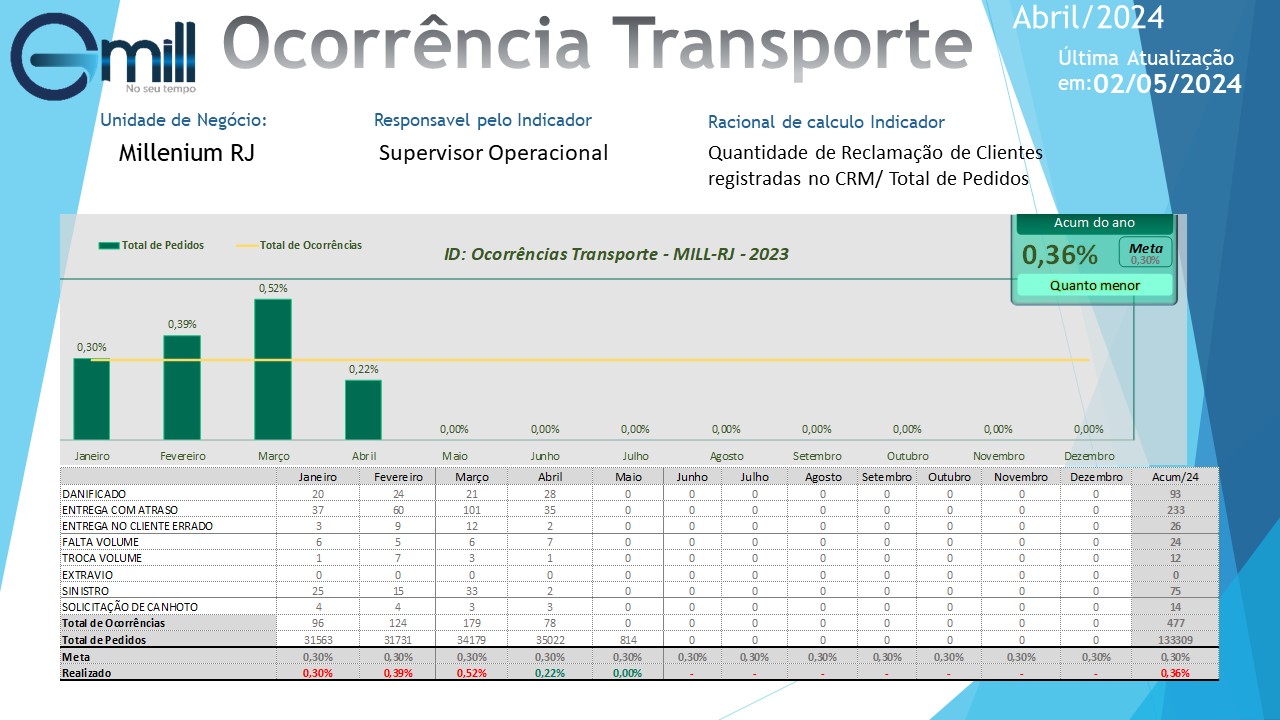 Gmill
No seu tempo
Ocorrência Transporte
Abril/2024
Última Atualização
em:02/05/2024
Unidade de Negócio:
Millenium RJ
Responsavel pelo Indicador
Supervisor Operacional
Racional de calculo Indicador
Quantidade de Reclamação de Clientes
registradas no CRM/ Total de Pedidos
Total de Pedidos Total de Ocorrências
ID: Ocorrências Transporte - MILL-RJ - 2023
Acum do ano
0,36% Meta
0,30%
Quanto menor
0,30% 0,39% 0,52% 0,22% 0,00% 0,00% 0,00% 0,00% 0,00% 0,00% 0,00% 0,00%
Janeiro Fevereiro Março Abril Maio Junho Julho Agosto Setembro Outubro Novembro Dezembro
Janeiro Fevereiro Março Abril Maio Junho Julho Agosto Setembro Outubro Novembro Dezembro Acum/24
DANIFICADO 20 24 21 28 0 0 0 0 0 0 0 0 93
ENTREGA COM ATRASO 37 60 101 35 0 0 0 0 0 0 0 0 233
ENTREGA NO CLIENTE ERRADO 3 9 12 2 0 0 0 0 0 0 0 0 26
FALTA VOLUME 6 5 6 7 0 0 0 0 0 0 0 0 24
TROCA VOLUME 1 7 3 1 0 0 0 0 0 0 0 0 12
EXTRAVIO 0 0 0 0 0 0 0 0 0 0 0 0 0
SINISTRO 25 15 33 2 0 0 0 0 0 0 0 0 75
SOLICITAÇÃO DE CANHOTO 4 4 3 3 0 0 0 0 0 0 0 0 14
Total de Ocorrências 96 124 179 78 0 0 0 0 0 0 0 0 477
Total de Pedidos 31563 31731 34179 35022 814 0 0 0 0 0 0 0 133309
Meta 0,30% 0,30% 0,30% 0,30% 0,30% 0,30% 0,30% 0,30% 0,30% 0,30% 0,30% 0,30% 0,30%
Realizado 0,30% 0,39% 0,52% 0,22% 0,00% - - - - - - - 0,36%